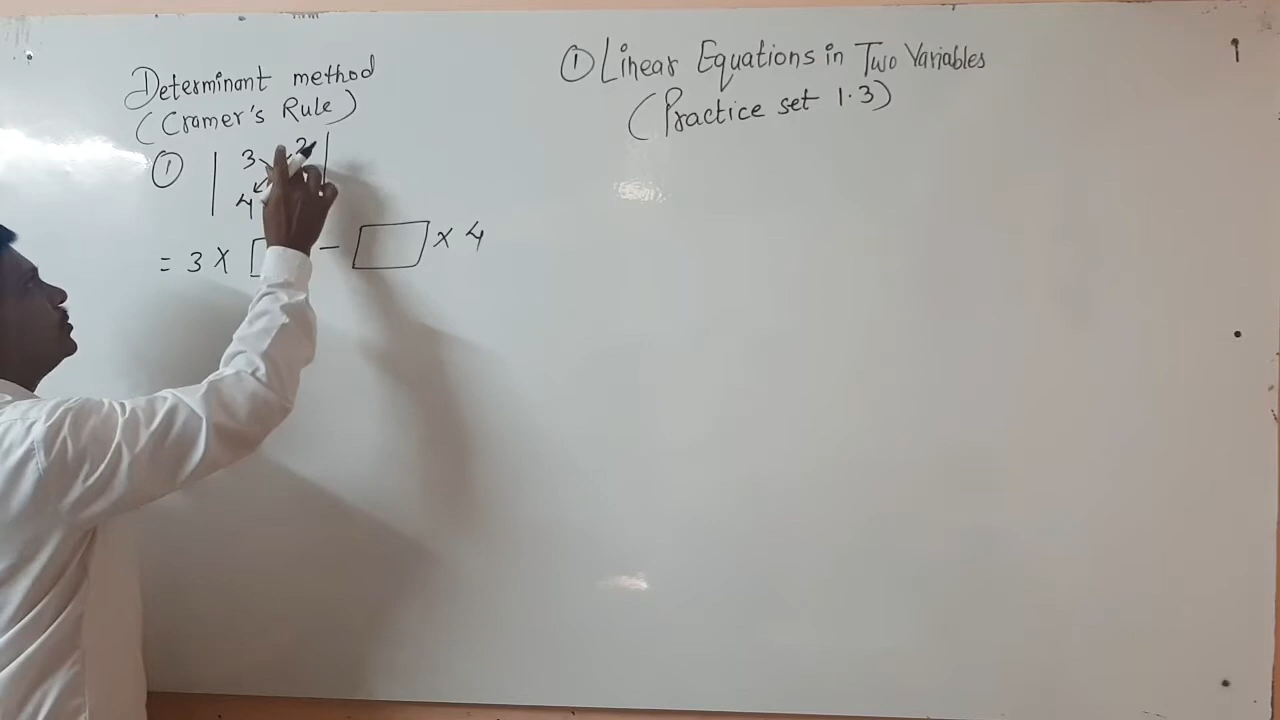 Determinant method
(Cramer's Rule)
① | 3 2 |
4
= 3 x □ - □ x 4
① Linear Equations in Two Variables
(Practice set 1.3)